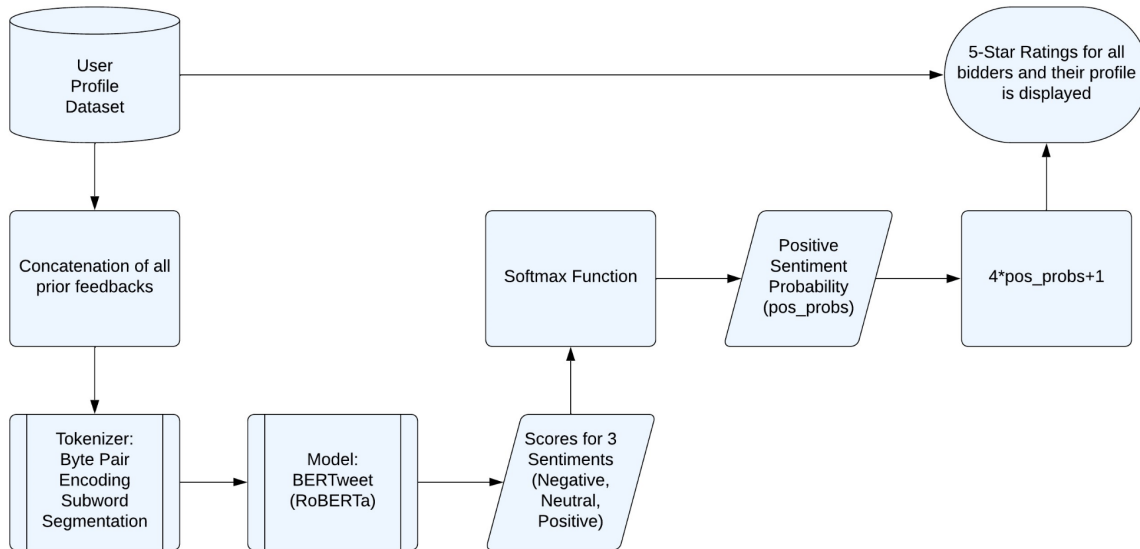 User
Profile
Dataset
5-Star Ratings for all
bidders and their profile
is displayed
Concatenation of all
prior feedbacks
Softmax Function
Positive
Sentiment
Probability
(pos_probs)
4*pos_probs+1
Tokenizer:
Byte Pair
Encoding
Subword
Segmentation
Model:
BERTweet
(RoBERTa)
Scores for 3
Sentiments
(Negative,
Neutral,
Positive)